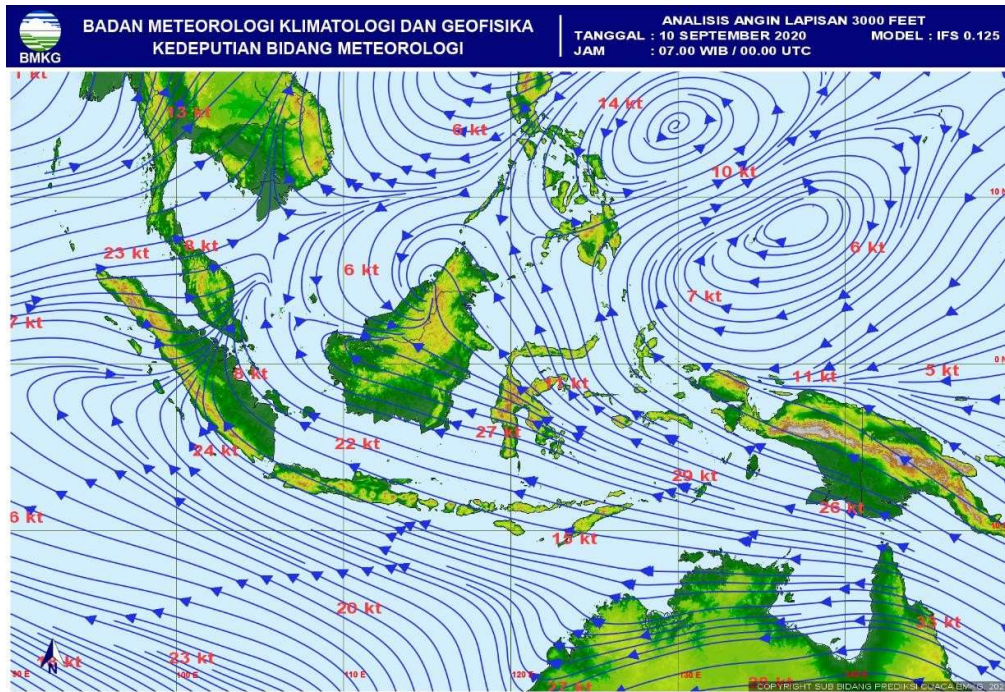 BMKG
BADAN METEOROLOGI KLIMATOLOGI DAN GEOFISIKA
KEDEPUTIAN BIDANG METEOROLOGI
ANALISIS ANGIN LAPISAN 3000 FEET
TANGGAL : 10 SEPTEMBER 2020 MODEL : IFS 0.125
JAM : 07.00 WIB / 00.00 UTC
13 kt
14 kt
6 kt
10 kt
10 N
23 kt
8 kt
6 kt
6 kt
7 kt
7 kt
0 N
8 kt
11 kt
11 kt
5 kt
24 kt
22 kt
27 kt
29 kt
26 kt
6 kt
15 kt
20 kt
23 kt
N
100 E
110 E
120 E
130 E
COPYRIGHT SUB BIDANG PREDIKSI CUACA BMKG